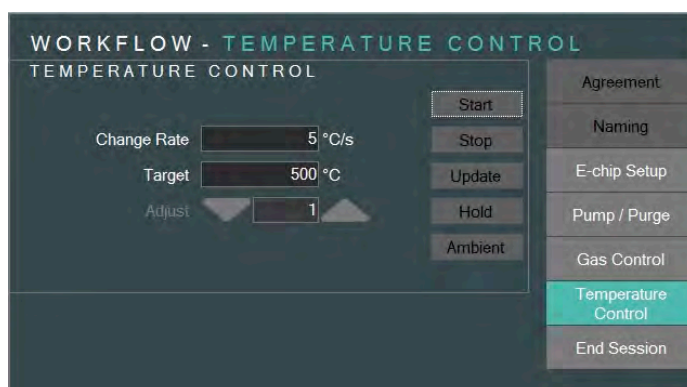 WORKFLOW - TEMPERATURE CONTROL
TEMPERATURE CONTROL
Start
Change Rate 5 °C/s
Stop
Target 500 °C
Update
Adjust 1
Hold
Ambient
Agreement
Naming
E-chip Setup
Pump / Purge
Gas Control
Temperature
Control
End Session